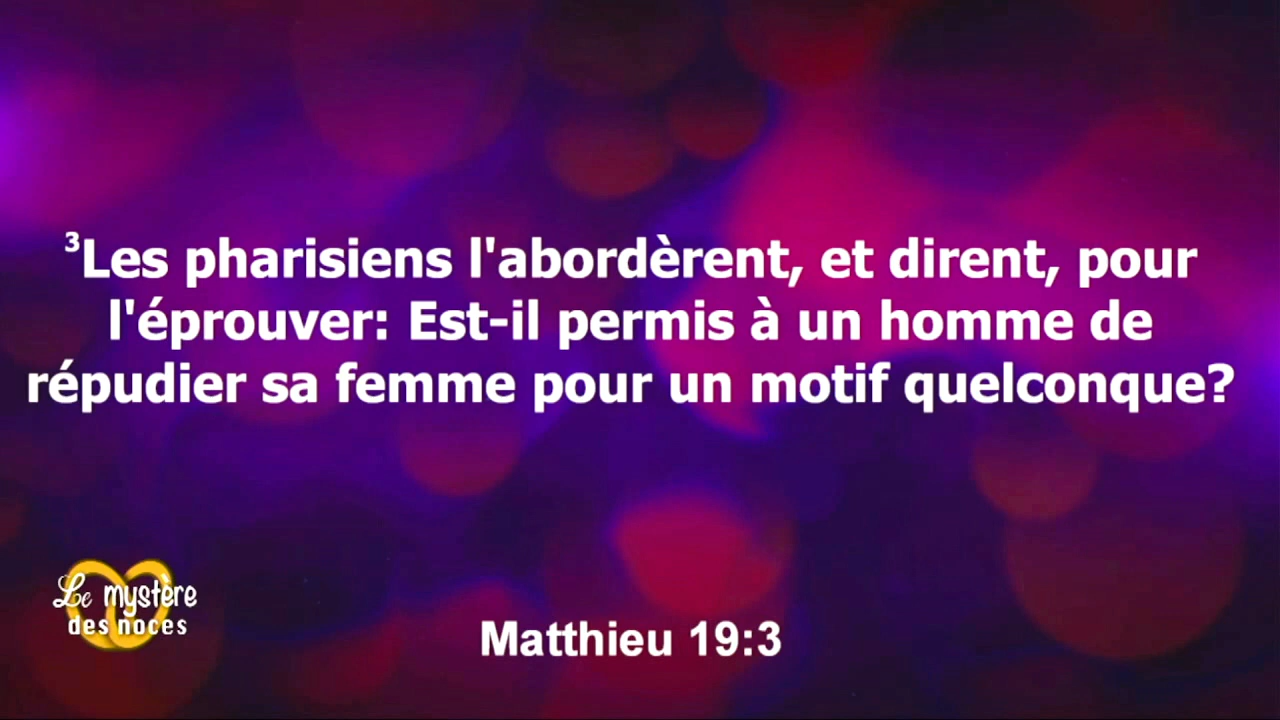 ³Les pharisiens l'abordèrent, et dirent, pour
l'éprouver: Est-il permis à un homme de
répudier sa femme pour un motif quelconque?
Le mystère
des noces
Matthieu 19:3